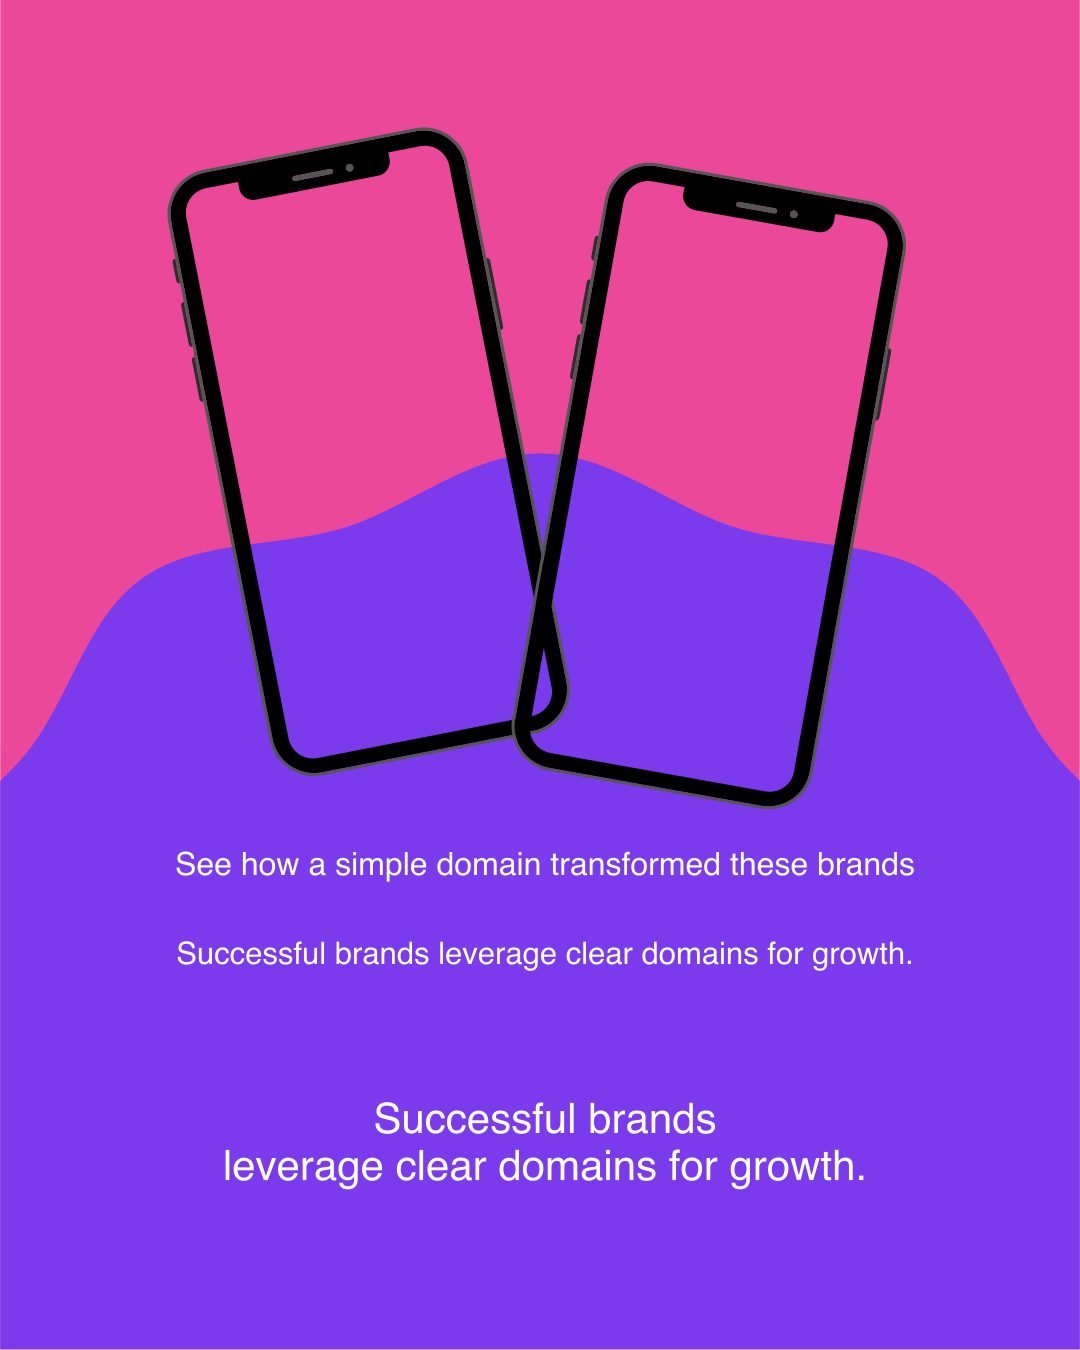 See how a simple domain transformed these brands
Successful brands leverage clear domains for growth.
Successful brands
leverage clear domains for growth.